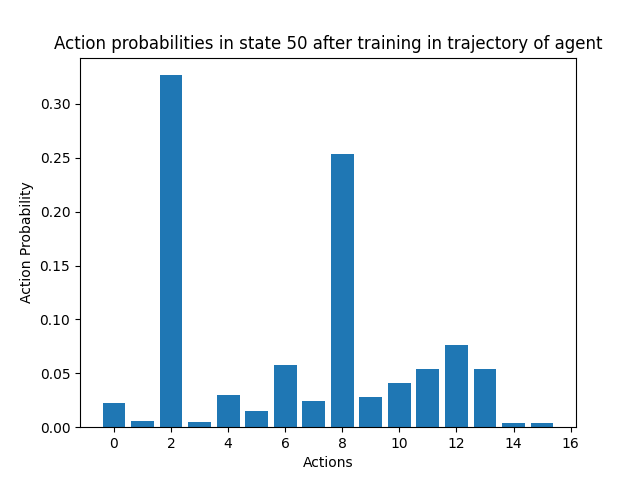 Action probabilities in state 50 after training in trajectory of agent
0.30
0.25
0.20
0.15
0.10
0.05
0.00
Action Probability
0 2 4 6 8 10 12 14 16
Actions